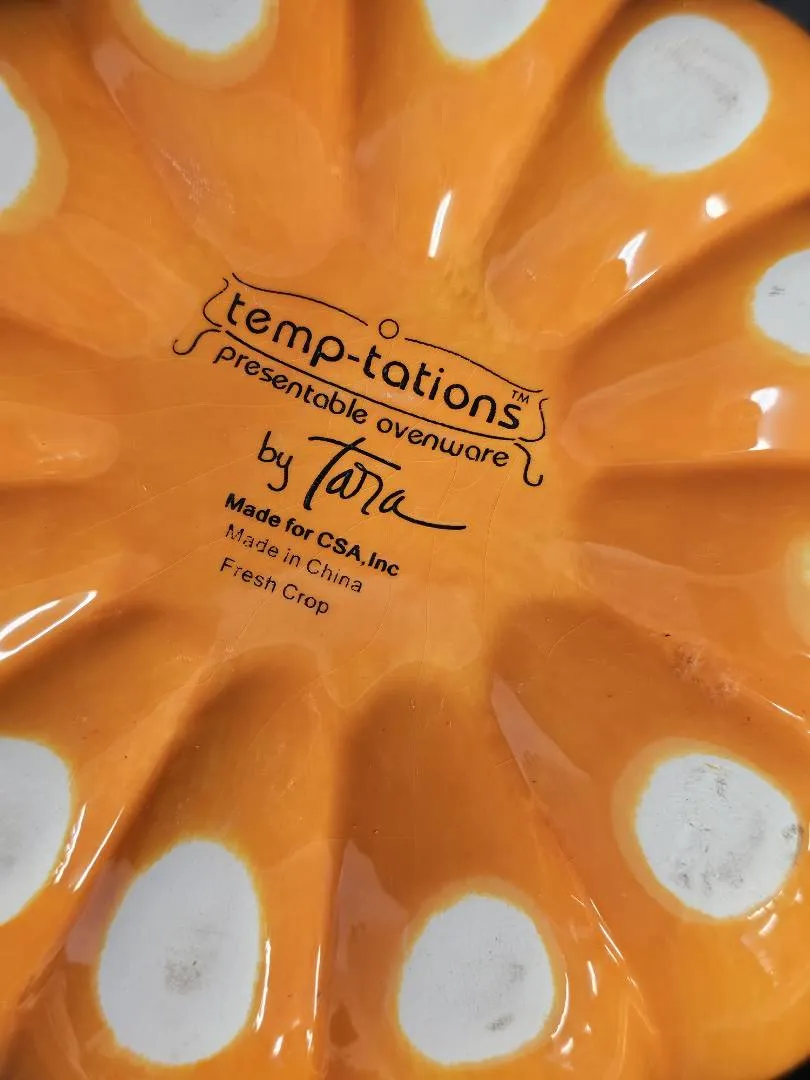 temp-tations™
presentable ovenware
by Tara
Made for CSA,Inc
Made in China
Fresh Crop